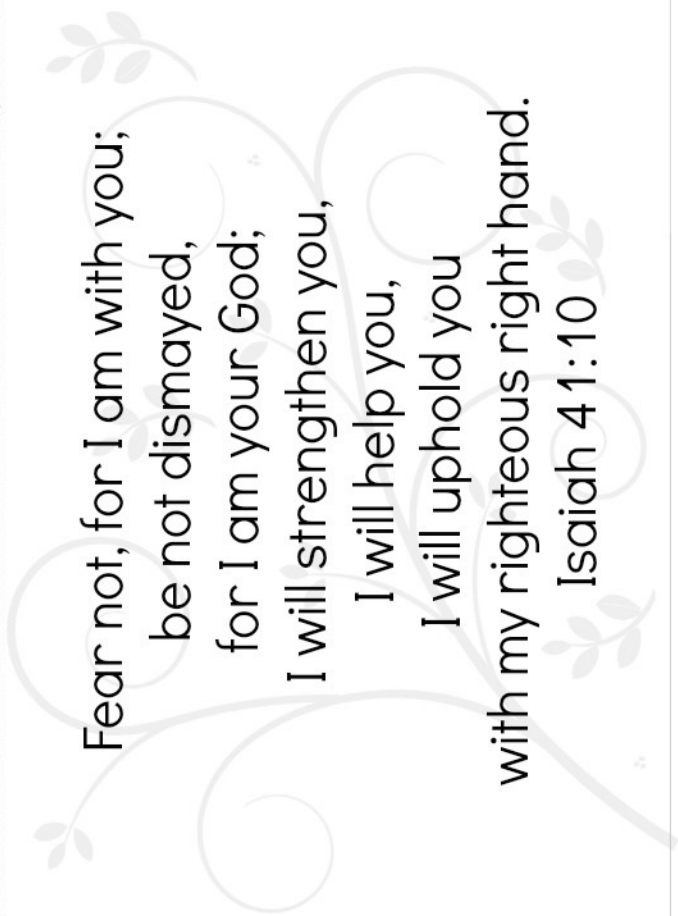 Fear not, for I am with you;
be not dismayed,
for I am your God;
I will strengthen you,
I will help you,
I will uphold you
with my righteous right hand.
Isaiah 41:10